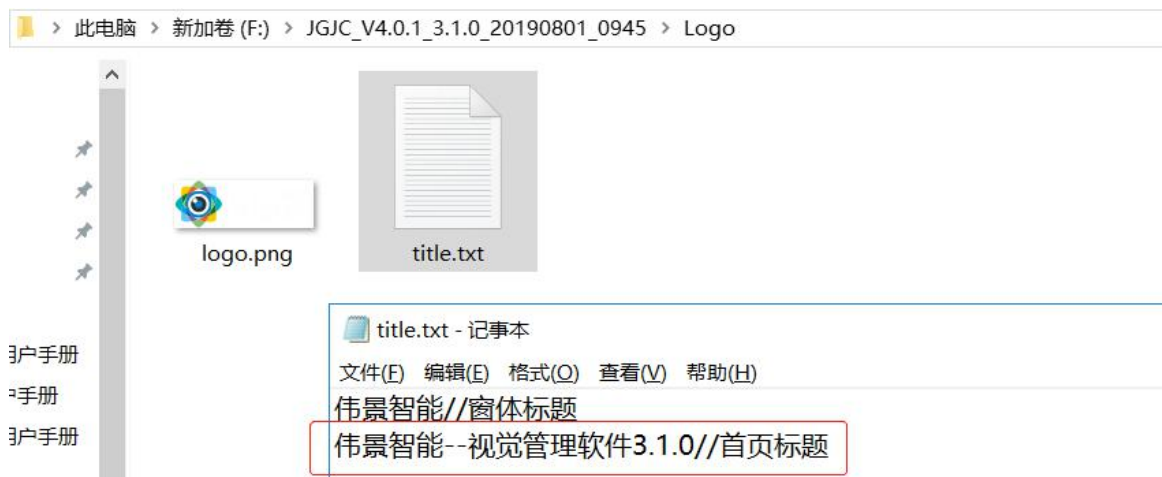 此电脑 > 新加卷 (F:) > JGJC_V4.0.1_3.1.0_20190801_0945 > Logo
logo.png
title.txt
title.txt - 记事本
用户手册
户手册
用户手册
文件(F) 编辑(E) 格式(O) 查看(V) 帮助(H)
伟景智能//窗体标题
伟景智能--视觉管理软件3.1.0//首页标题